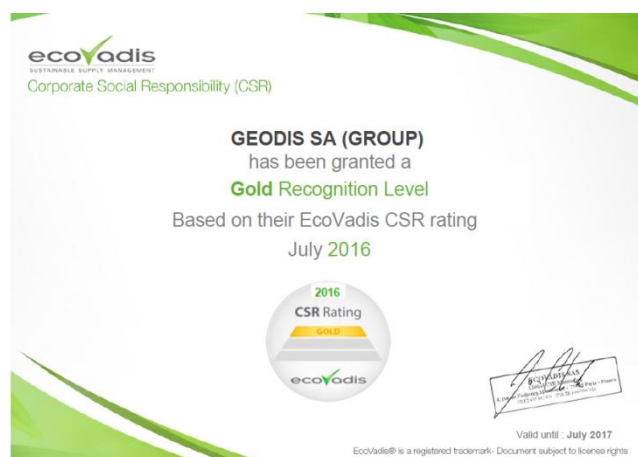 ecovadis
SUSTAINABLE SUPPLY MANAGEMENT
Corporate Social Responsibility (CSR)
GEODIS SA (GROUP)
has been granted a
Gold Recognition Level
Based on their EcoVadis CSR rating
July 2016
2016
CSR Rating
GOLD
ecovadis
ECOVADIS SAS
Valid until : July 2017
EcoVadis® is a registered trademark- Document subject to license rights